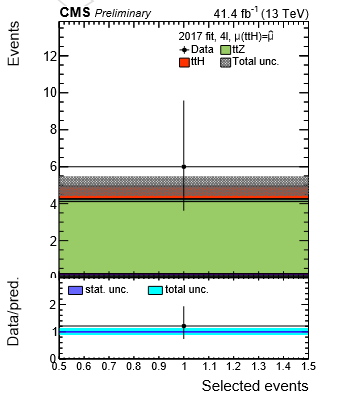 CMS Preliminary 41.4 fb⁻¹ (13 TeV)
Events
2017 fit, 4l, μ(ttH)=μ̂
Data ttZ
ttH Total unc.
12
10
8
6
4
2
0
Data/pred.
stat. unc. total unc.
2
1
0
0.5 0.6 0.7 0.8 0.9 1 1.1 1.2 1.3 1.4 1.5
Selected events